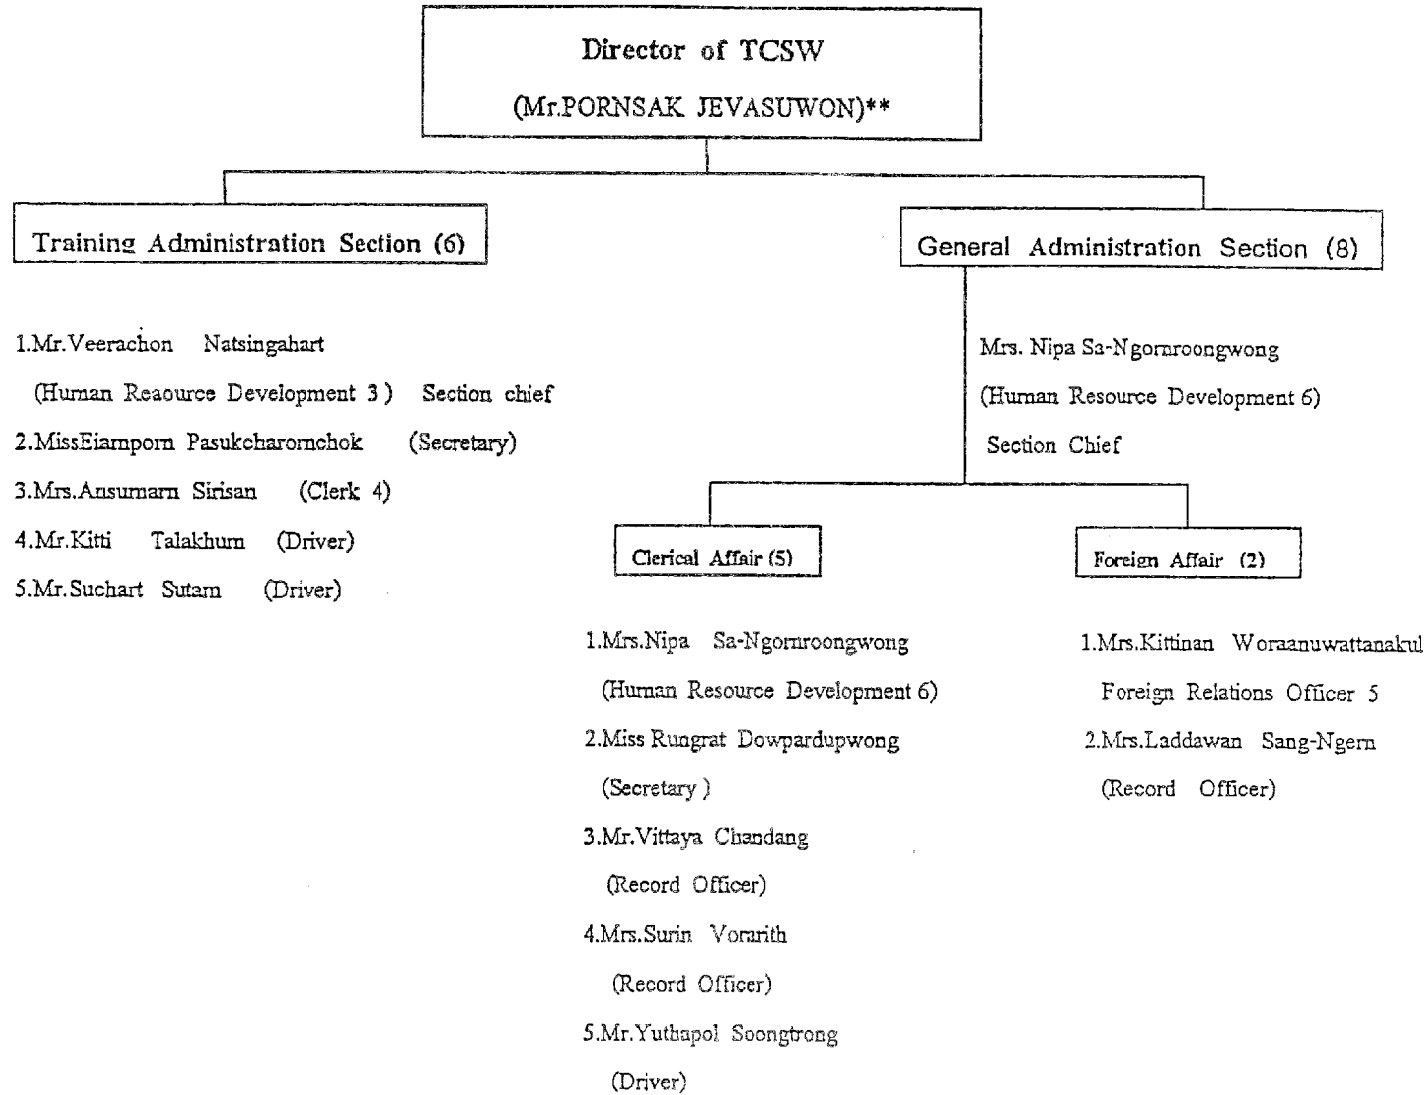 Director of TCSW
(Mr.PORNSAK JEVASUWON)**
Training Administration Section (6)
General Administration Section (8)
1.Mr.Veerachon Natsingahart
(Human Reaource Development 3 ) Section chief
2.MissEiamporn Pasukcharornchok (Secretary)
3.Mrs.Ansumarn Sirisan (Clerk 4)
4.Mr.Kitti Talakhum (Driver)
5.Mr.Suchart Sutam (Driver)
Mrs. Nipa Sa-Ngornroongwong
(Human Resource Development 6)
Section Chief
Clerical Affair (5)
1.Mrs.Nipa Sa-Ngornroongwong
(Human Resource Development 6)
2.Miss Rungrat Dowpardupwong
(Secretary )
3.Mr.Vittaya Chandang
(Record Officer)
4.Mrs.Surin Vorarith
(Record Officer)
5.Mr.Yuthapol Soongtrong
(Driver)
Foreign Affair (2)
1.Mrs.Kittinan Woraanuwattanakul
Foreign Relations Officer 5
2.Mrs.Laddawan Sang-Ngern
(Record Officer)